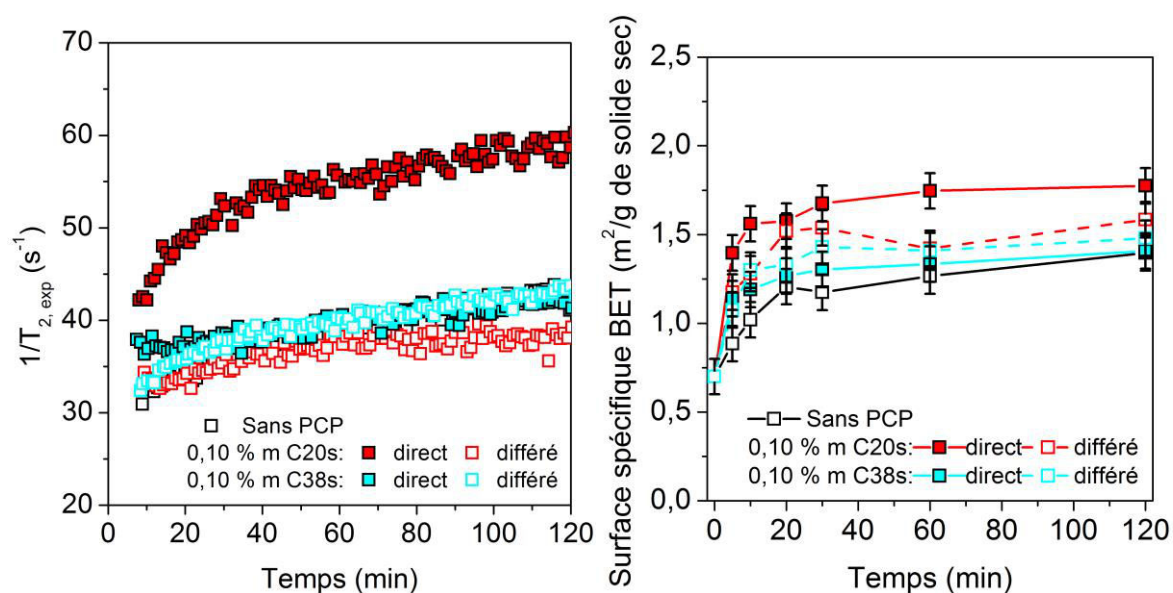 70
60
50
40
30
20
1/T2, exp (s-1)
0
20
40
60
80
100
120
Temps (min)
Sans PCP
0,10 % m C20s: direct différé
0,10 % m C38s: direct différé
Surface spécifique BET (m2/g de solide sec)
2,5
2,0
1,5
1,0
0,5
0,0
0
20
40
60
80
100
120
Temps (min)
Sans PCP
0,10 % m C20s: direct différé
0,10 % m C38s: direct différé